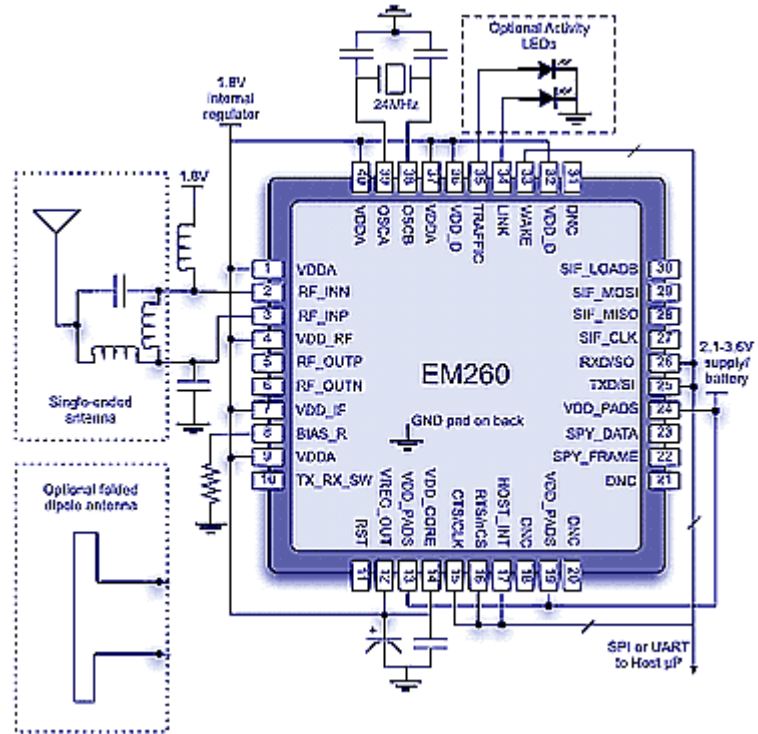 Optional Activity
LEDs
1.8V
internal
regulator
24MHz
1.8V
40
39
38
37
36
35
34
33
32
31
VDDA
OSCA
OSCB
VDDA
VDD_D
TRAFFIC
LINK
WAKE
VDD_D
DNC
1 VDDA
2 RF_INN
3 RF_INP
4 VDD_RF
5 RF_OUTP
6 RF_OUTN
7 VDD_IF
8 BIAS_R
9 VDDA
10 TX_RX_SW
SIF_LOADB 30
SIF_MOSI 29
SIF_MISO 28
SIF_CLK 27
RXD/SO 26
TXD/SI 25
VDD_PADS 24
SPY_DATA 23
SPY_FRAME 22
DNC 21
2.1-3.6V
supply/
battery
EM260
GND pad on back
Single-ended
antenna
Optional folded
dipole antenna
RST
VREG_OUT
VDD_PADS
VDD_CORE
CTS/CLK
RTS/nCS
HOST_INT
DNC
VDD_PADS
DNC
11
12
13
14
15
16
17
18
19
20
+
SPI or UART
to Host µP